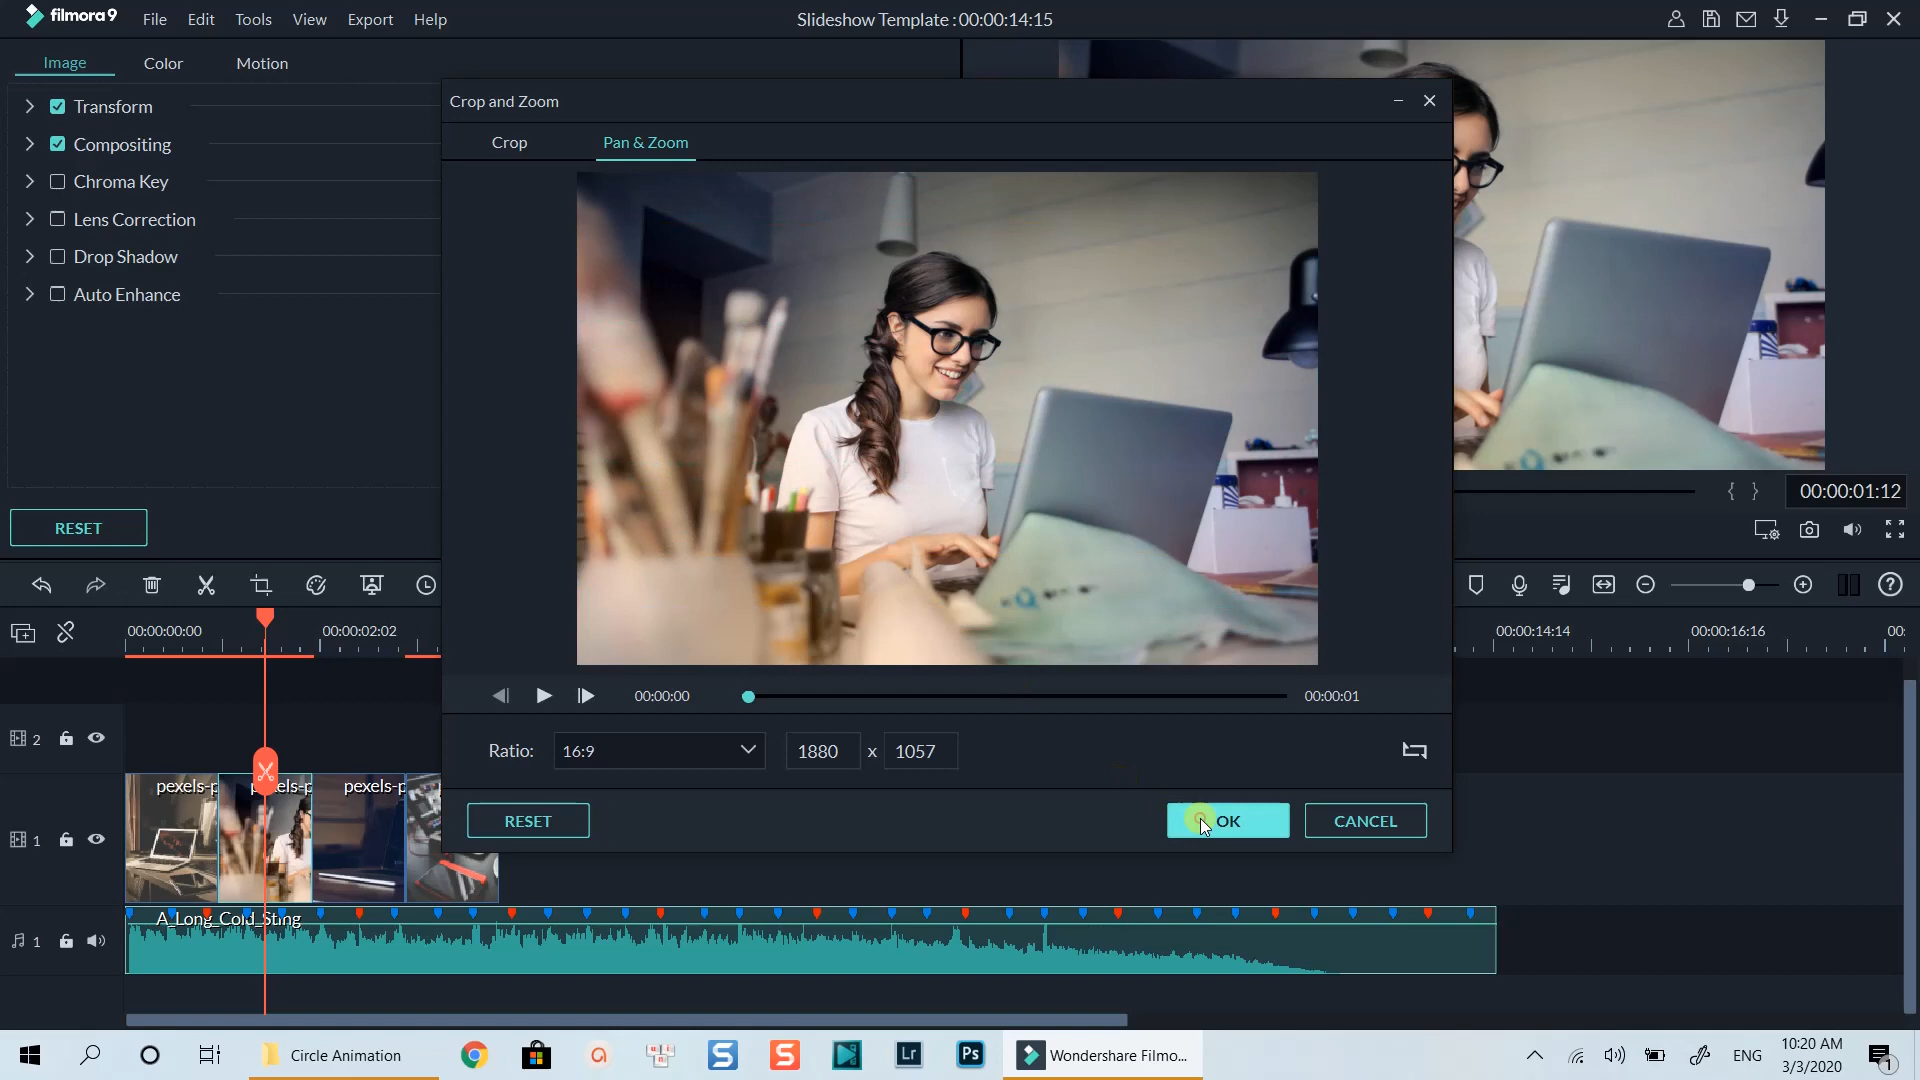 filmora9 File Edit Tools View Export Help Slideshow Template : 00:00:14:15
Image Color Motion
Transform
Compositing
Chroma Key
Lens Correction
Drop Shadow
Auto Enhance
RESET
Crop and Zoom
Crop Pan & Zoom
00:00:00 00:00:01
Ratio: 16:9 1880 x 1057
RESET OK CANCEL
{ } 00:00:01:12
00:00:00:00 00:00:02:02 00:00:14:14 00:00:16:16 00:
2
pexels-p pexels-p
1
A_Long_Cold_Sting
1
Circle Animation Lr Ps Wondershare Filmo... ENG 10:20 AM
3/3/2020 1